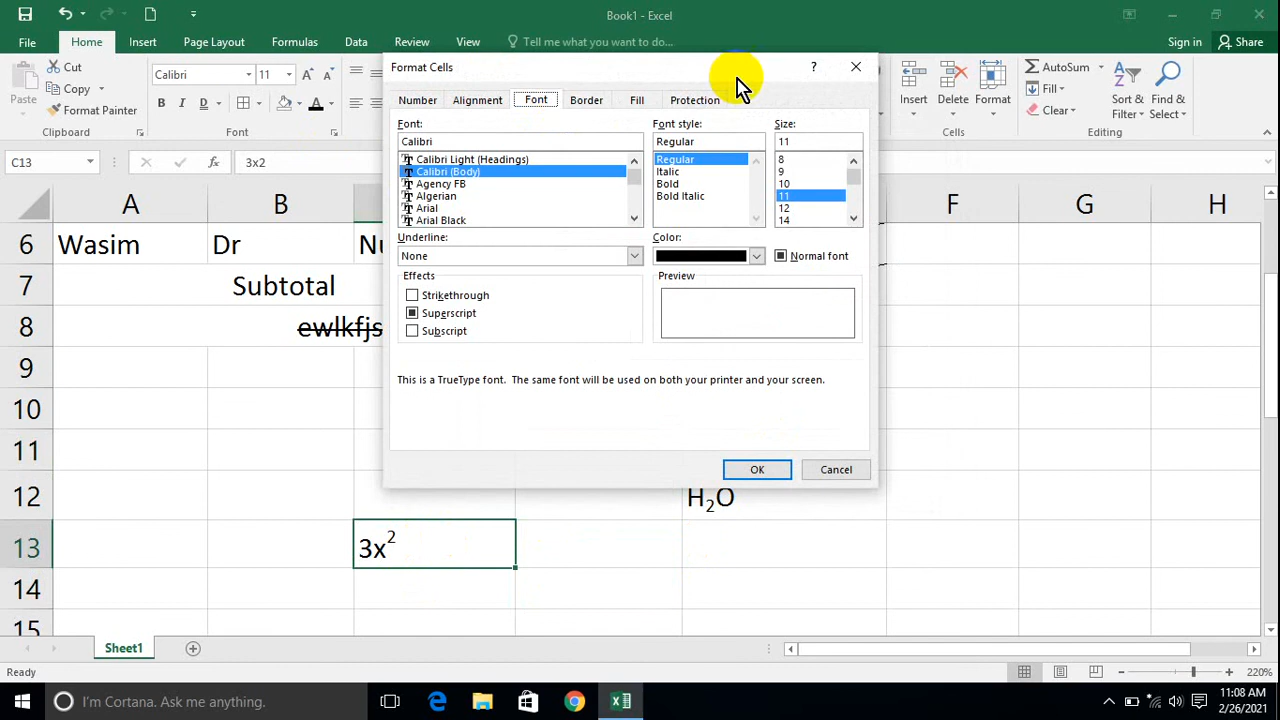 Book1 - Excel
File Home Insert Page Layout Formulas Data Review View Tell me what you want to do... Sign in Share
Cut
Copy
Format Painter
Paste
Clipboard
Calibri 11
B I U
Font
Insert Delete Format
Cells
AutoSum
Fill
Clear
Sort & Filter
Find & Select
Editing
C13 3x2
Format Cells
Number Alignment Font Border Fill Protection
Font: Font style: Size:
Calibri Regular 11
Calibri Light (Headings) Regular 8
Calibri (Body) Italic 9
Agency FB Bold 10
Algerian Bold Italic 11
Arial 12
Arial Black 14
Underline: Color:
None Normal font
Effects Preview
Strikethrough
Superscript
Subscript
This is a TrueType font. The same font will be used on both your printer and your screen.
OK Cancel
A B F G H
6 Wasim Dr
7 Subtotal
8 ewlkfjs
9
10
11
12 H₂O
13 3x²
14
15
Sheet1
Ready 220%
I'm Cortana. Ask me anything.
11:08 AM
2/26/2021